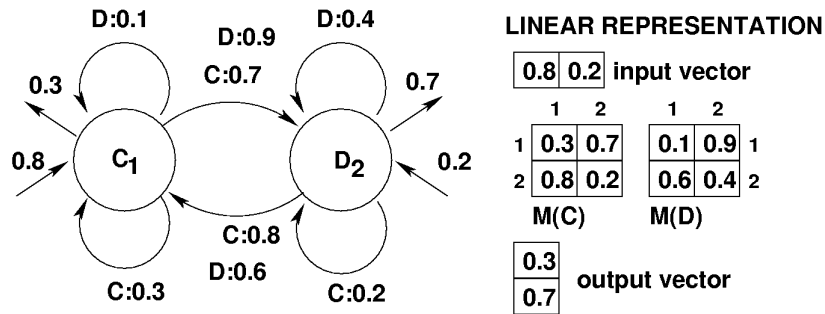 D:0.1
D:0.9
D:0.4
C:0.7
0.3
0.7
0.8
C1
D2
0.2
C:0.8
D:0.6
C:0.3
C:0.2
LINEAR REPRESENTATION
0.8 0.2 input vector
1 2 1 2
1 0.3 0.7 0.1 0.9 1
2 0.8 0.2 0.6 0.4 2
M(C) M(D)
0.3
0.7
output vector